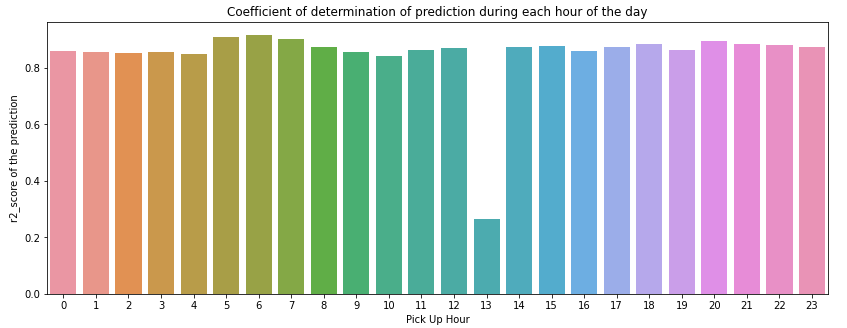 Coefficient of determination of prediction during each hour of the day
r2_score of the prediction
0.8
0.6
0.4
0.2
0.0
0 1 2 3 4 5 6 7 8 9 10 11 12 13 14 15 16 17 18 19 20 21 22 23
Pick Up Hour